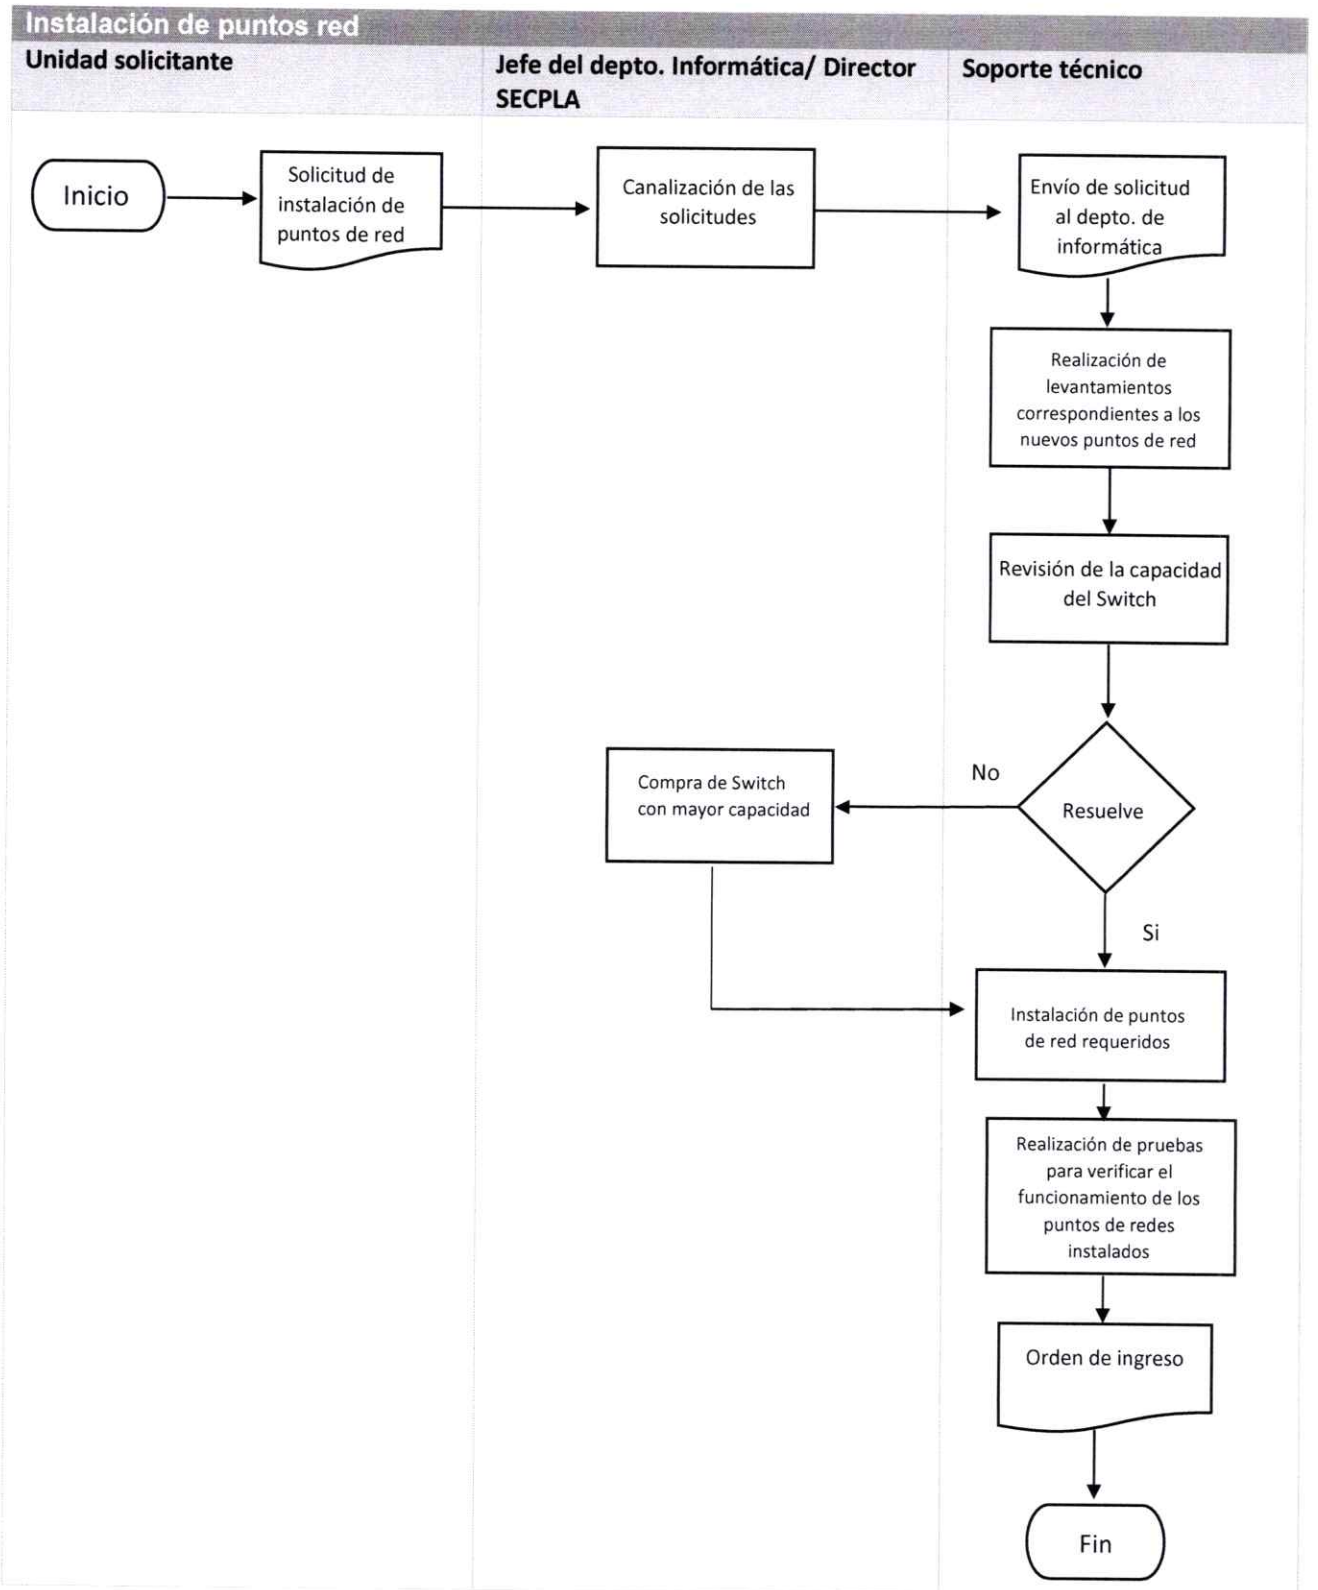 Instalación de puntos red
Unidad solicitante
Jefe del depto. Informática/ Director
SECPLA
Soporte técnico
Inicio
Solicitud de
instalación de
puntos de red
Canalización de las
solicitudes
Envío de solicitud
al depto. de
informática
Realización de
levantamientos
correspondientes a los
nuevos puntos de red
Revisión de la capacidad
del Switch
Resuelve
No
Compra de Switch
con mayor capacidad
Si
Instalación de puntos
de red requeridos
Realización de pruebas
para verificar el
funcionamiento de los
puntos de redes
instalados
Orden de ingreso
Fin